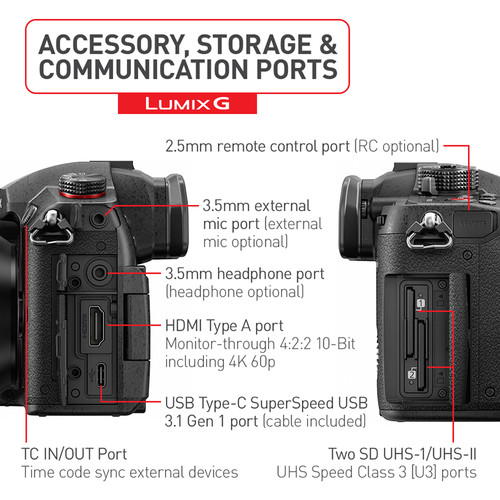 ACCESSORY, STORAGE &
COMMUNICATION PORTS
LUMIX G
2.5mm remote control port (RC optional)
3.5mm external
mic port (external
mic optional)
3.5mm headphone port
(headphone optional)
HDMI Type A port
Monitor-through 4:2:2 10-Bit
including 4K 60p
USB Type-C SuperSpeed USB
3.1 Gen 1 port (cable included)
TC IN/OUT Port
Time code sync external devices
Two SD UHS-1/UHS-II
UHS Speed Class 3 [U3] ports
1
2